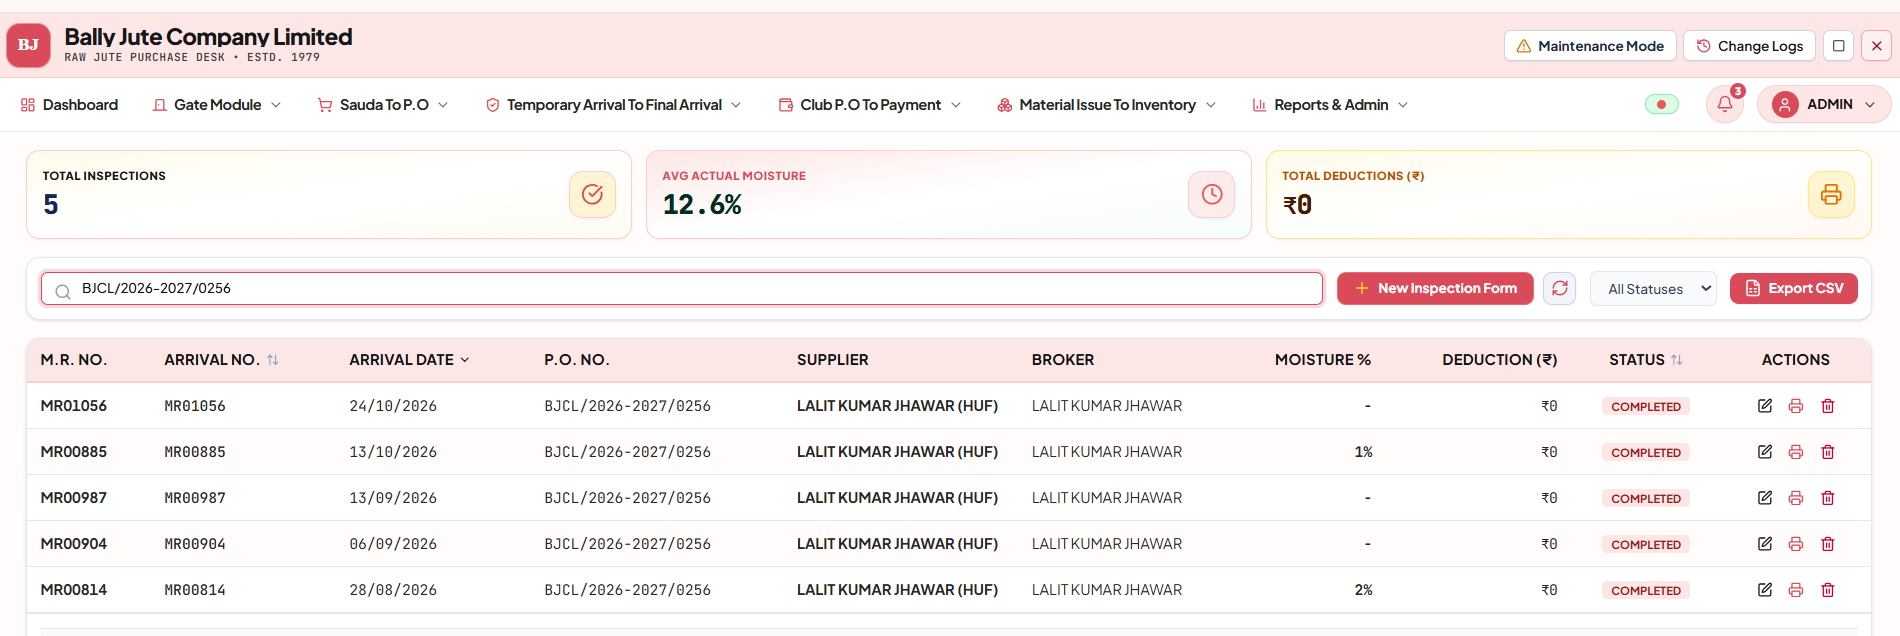 BJ
Bally Jute Company Limited
RAW JUTE PURCHASE DESK • ESTD. 1979
Maintenance Mode
Change Logs
Dashboard
Gate Module
Sauda To P.O
Temporary Arrival To Final Arrival
Club P.O To Payment
Material Issue To Inventory
Reports & Admin
3
ADMIN
TOTAL INSPECTIONS
5
AVG ACTUAL MOISTURE
12.6%
TOTAL DEDUCTIONS (₹)
₹0
BJCL/2026-2027/0256
+ New Inspection Form
All Statuses
Export CSV
M.R. NO. ARRIVAL NO. ARRIVAL DATE P.O. NO. SUPPLIER BROKER MOISTURE % DEDUCTION (₹) STATUS ACTIONS
MR01056 MR01056 24/10/2026 BJCL/2026-2027/0256 LALIT KUMAR JHAWAR (HUF) LALIT KUMAR JHAWAR - ₹0 COMPLETED
MR00885 MR00885 13/10/2026 BJCL/2026-2027/0256 LALIT KUMAR JHAWAR (HUF) LALIT KUMAR JHAWAR 1% ₹0 COMPLETED
MR00987 MR00987 13/09/2026 BJCL/2026-2027/0256 LALIT KUMAR JHAWAR (HUF) LALIT KUMAR JHAWAR - ₹0 COMPLETED
MR00904 MR00904 06/09/2026 BJCL/2026-2027/0256 LALIT KUMAR JHAWAR (HUF) LALIT KUMAR JHAWAR - ₹0 COMPLETED
MR00814 MR00814 28/08/2026 BJCL/2026-2027/0256 LALIT KUMAR JHAWAR (HUF) LALIT KUMAR JHAWAR 2% ₹0 COMPLETED